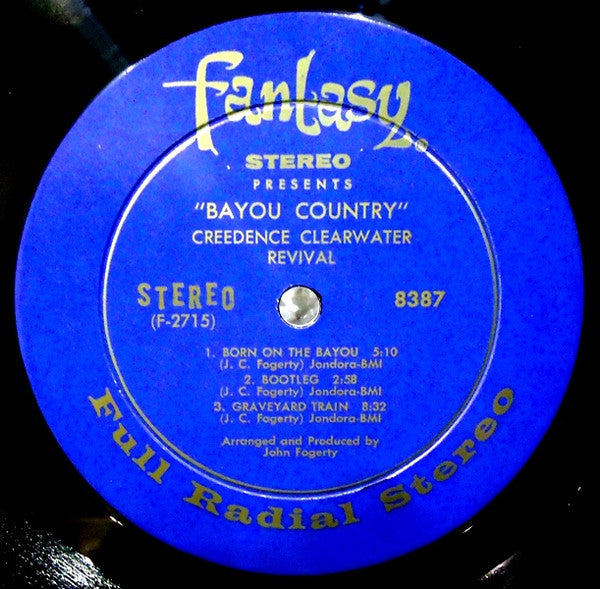 Fantasy®
STEREO
PRESENTS
"BAYOU COUNTRY"
CREEDENCE CLEARWATER
REVIVAL
STEREO 8387
(F-2715)
1. BORN ON THE BAYOU 5:10
(J. C. Fogerty) Jondora-BMI
2. BOOTLEG 2:58
(J. C. Fogerty) Jondora-BMI
3. GRAVEYARD TRAIN 8:32
(J. C. Fogerty) Jondora-BMI
Arranged and Produced by
John Fogerty
Full Radial Stereo